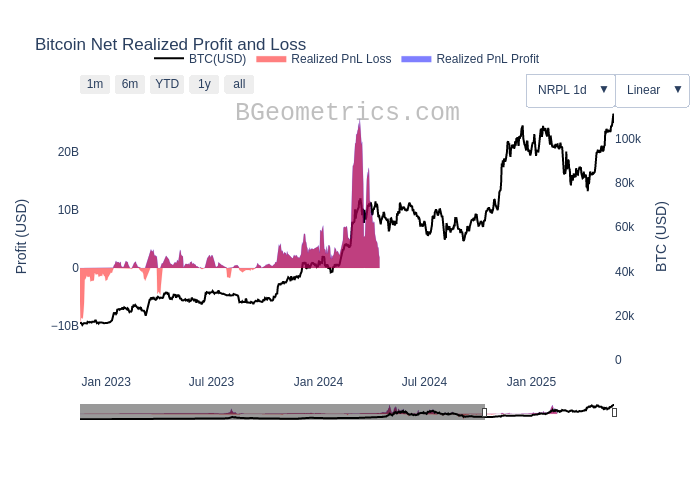 Bitcoin Net Realized Profit and Loss
BTC(USD) Realized PnL Loss Realized PnL Profit
1m 6m YTD 1y all
NRPL 1d ▼ Linear ▼
BGeometrics.com
20B
10B
0
−10B
Profit (USD)
100k
80k
60k
40k
20k
0
BTC (USD)
Jan 2023 Jul 2023 Jan 2024 Jul 2024 Jan 2025